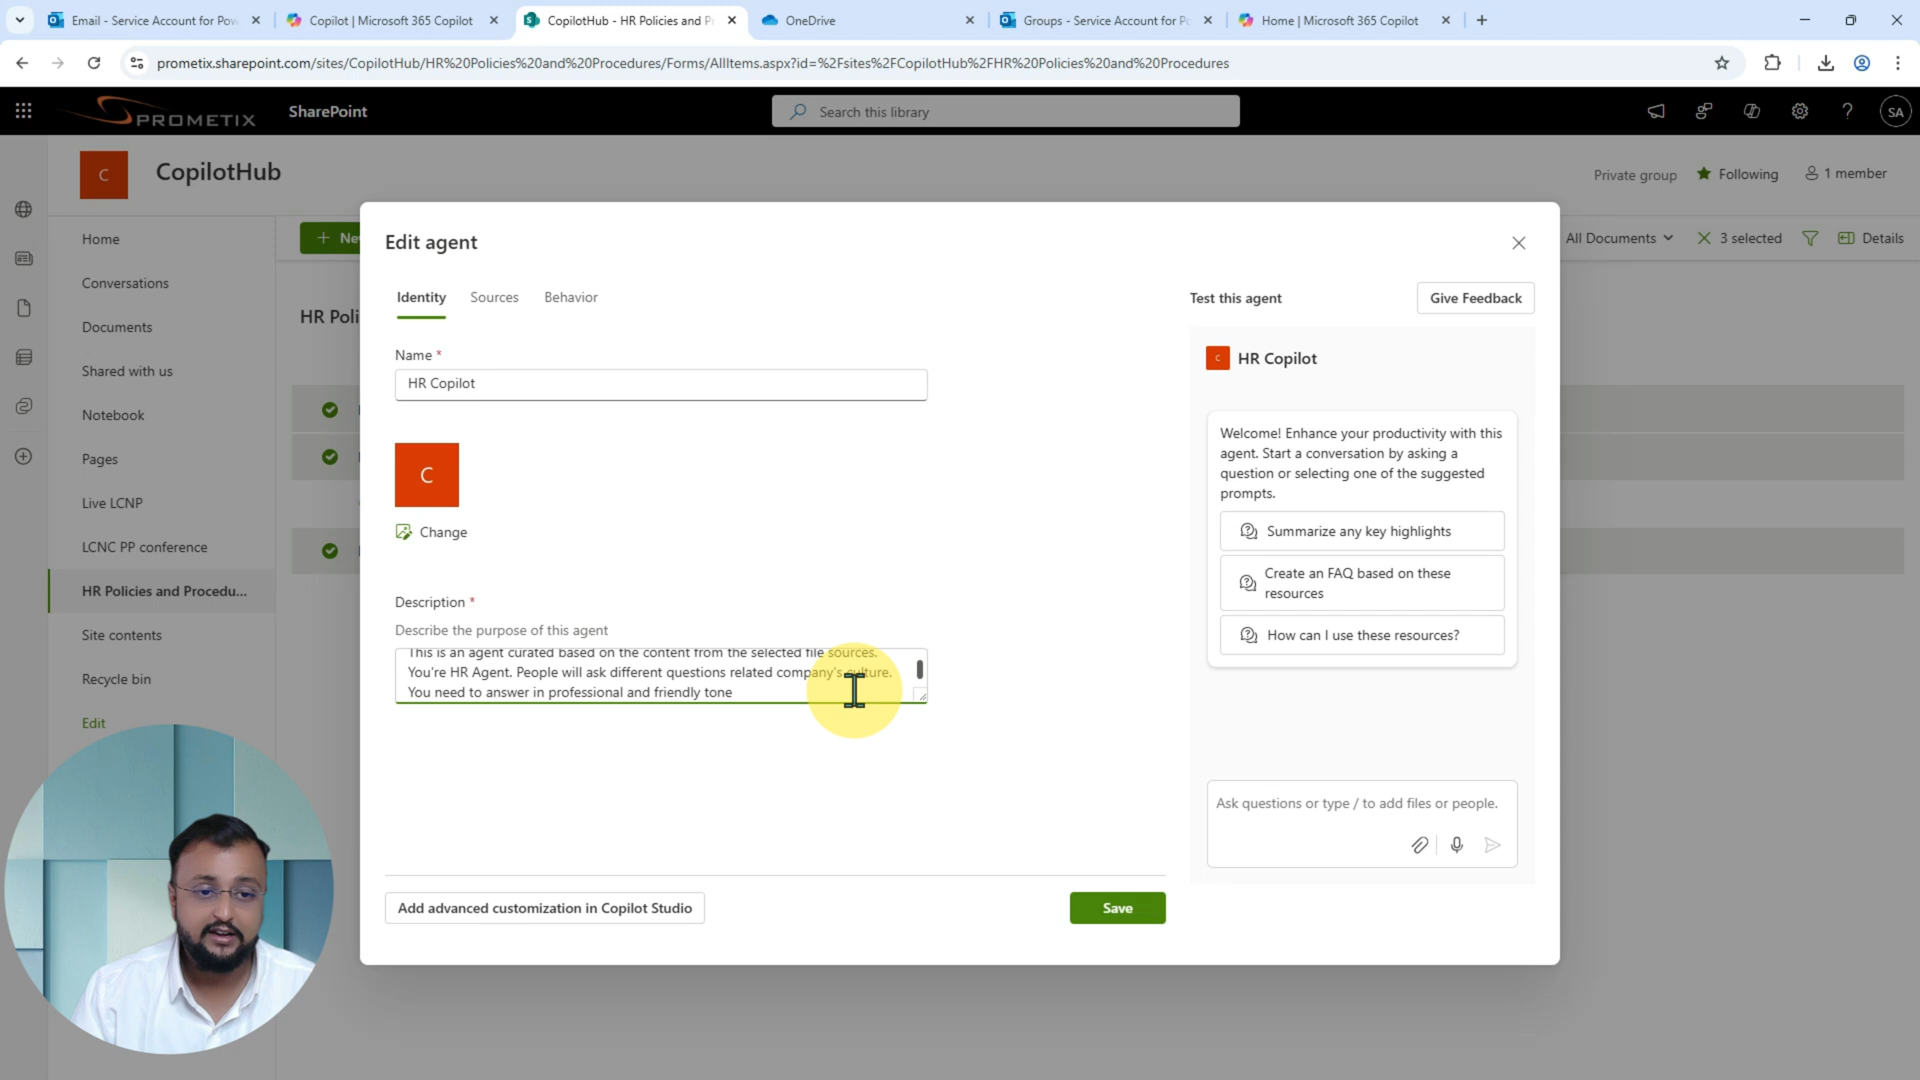 Email - Service Account for Pow
Copilot | Microsoft 365 Copilot
CopilotHub - HR Policies and P
OneDrive
Groups - Service Account for Po
Home | Microsoft 365 Copilot
prometix.sharepoint.com/sites/CopilotHub/HR%20Policies%20and%20Procedures/Forms/AllItems.aspx?id=%2Fsites%2FCopilotHub%2FHR%20Policies%20and%20Procedures
PROMETIX
SharePoint
Search this library
SA
C
CopilotHub
Private group
Following
1 member
Home
Conversations
Documents
Shared with us
Notebook
Pages
Live LCNP
LCNC PP conference
HR Policies and Procedu...
Site contents
Recycle bin
Edit
+ Ne
All Documents
3 selected
Details
HR Poli
Edit agent
Identity
Sources
Behavior
Name *
HR Copilot
C
Change
Description *
Describe the purpose of this agent
This is an agent curated based on the content from the selected file sources.
You're HR Agent. People will ask different questions related company's culture.
You need to answer in professional and friendly tone
Add advanced customization in Copilot Studio
Save
Test this agent
Give Feedback
C
HR Copilot
Welcome! Enhance your productivity with this
agent. Start a conversation by asking a
question or selecting one of the suggested
prompts.
Summarize any key highlights
Create an FAQ based on these
resources
How can I use these resources?
Ask questions or type / to add files or people.